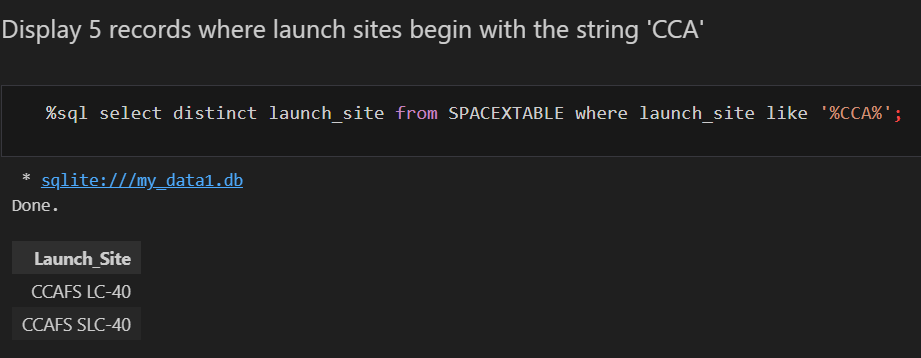 Display 5 records where launch sites begin with the string 'CCA'
%sql select distinct launch_site from SPACEXTABLE where launch_site like '%CCA%';
* sqlite:///my_data1.db
Done.
Launch_Site
CCAFS LC-40
CCAFS SLC-40